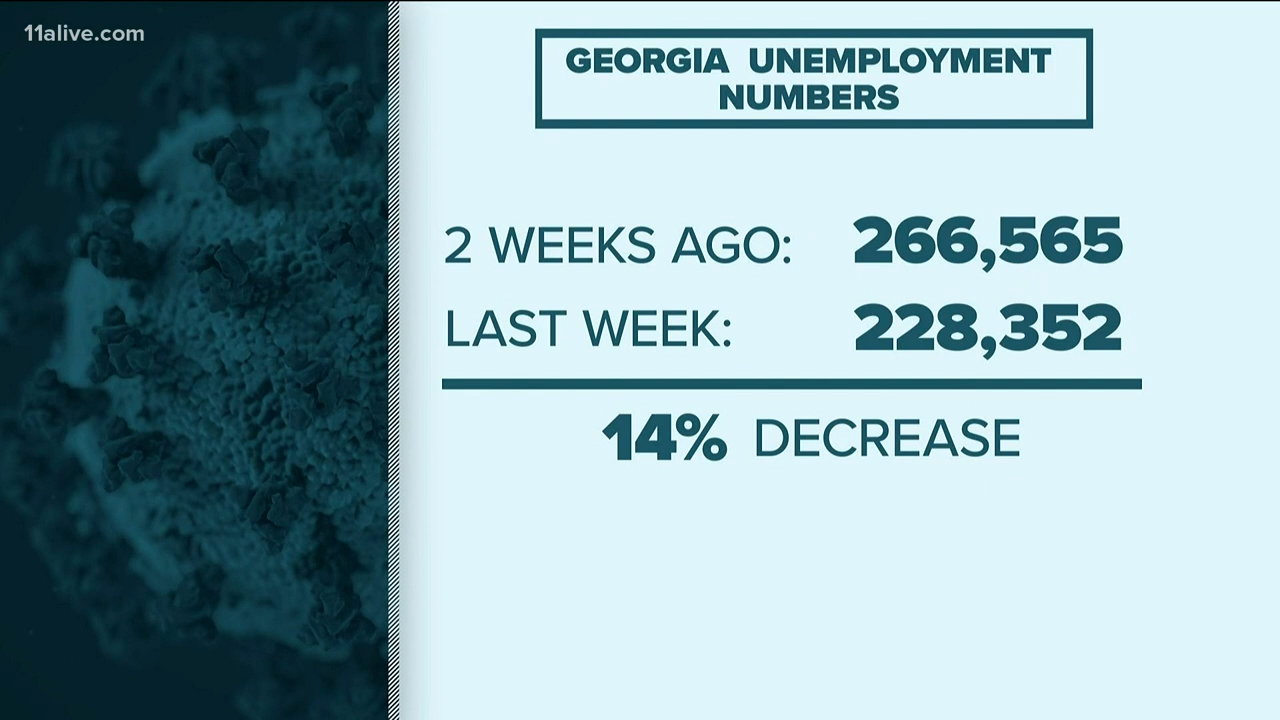 11alive.com
GEORGIA UNEMPLOYMENT
NUMBERS
2 WEEKS AGO: 266,565
LAST WEEK: 228,352
14% DECREASE